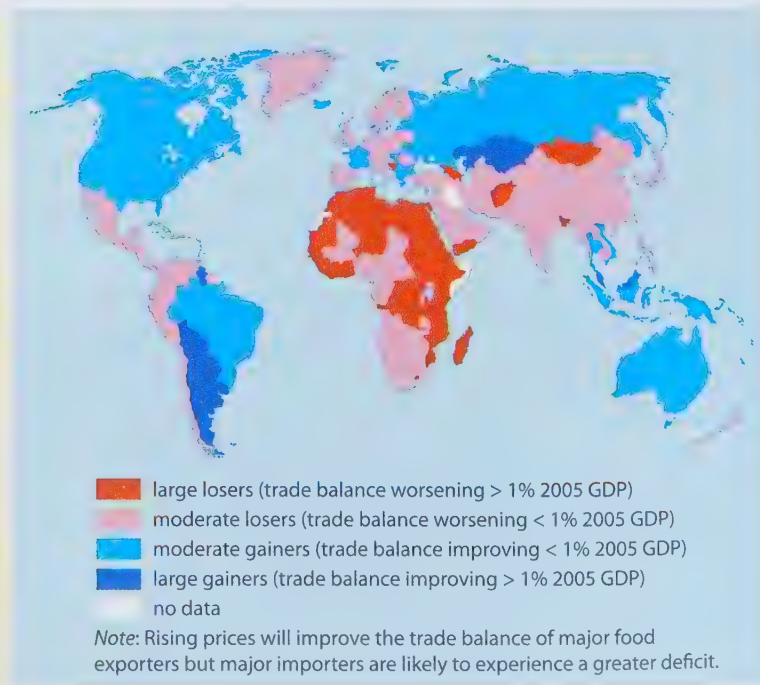 large losers (trade balance worsening > 1% 2005 GDP)
moderate losers (trade balance worsening < 1% 2005 GDP)
moderate gainers (trade balance improving < 1% 2005 GDP)
large gainers (trade balance improving > 1% 2005 GDP)
no data
Note: Rising prices will improve the trade balance of major food
exporters but major importers are likely to experience a greater deficit.